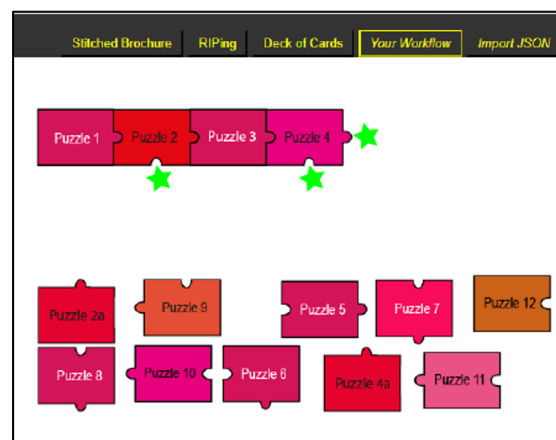 Stitched Brochure RIPing Deck of Cards Your Workflow Import JSON
Puzzle 1 Puzzle 2 Puzzle 3 Puzzle 4
Puzzle 2a Puzzle 9 Puzzle 5 Puzzle 7 Puzzle 12
Puzzle 8 Puzzle 10 Puzzle 6 Puzzle 4a Puzzle 11